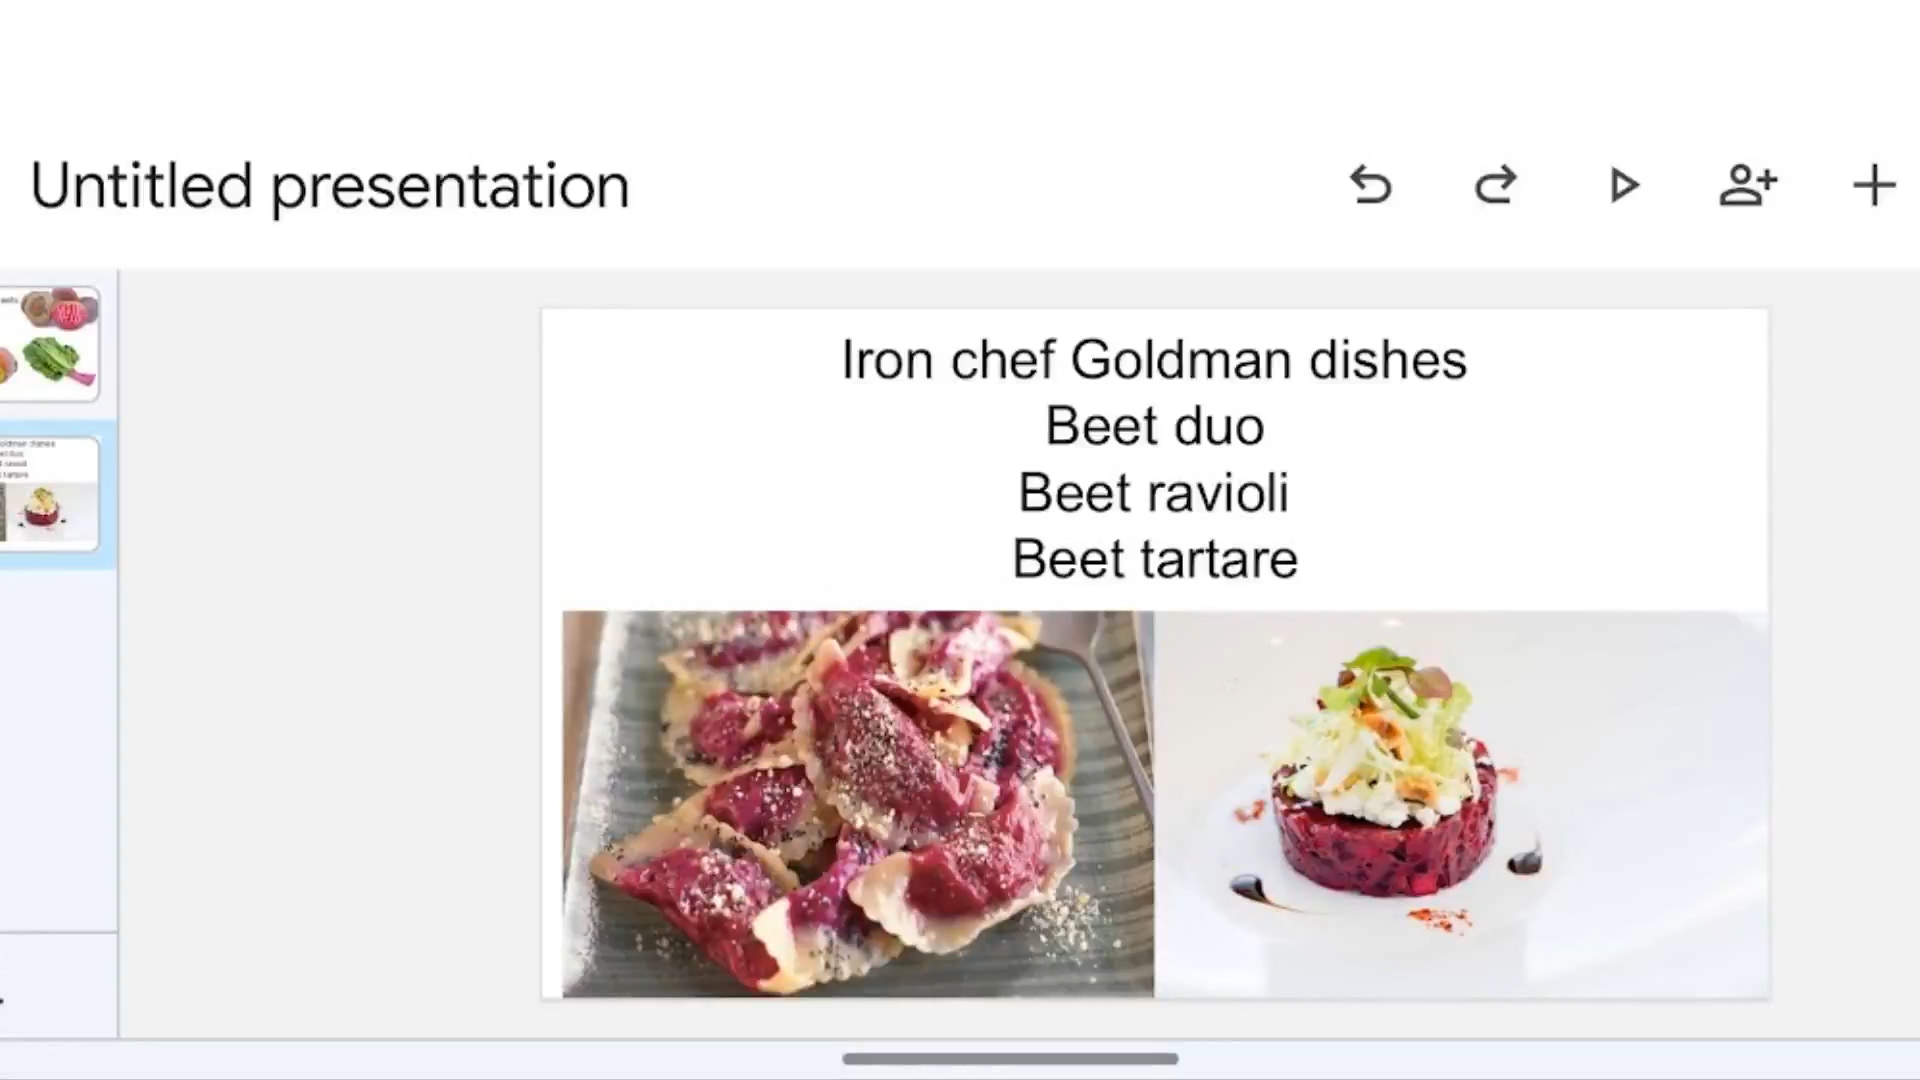 Untitled presentation
Iron chef Goldman dishes
Beet duo
Beet ravioli
Beet tartare